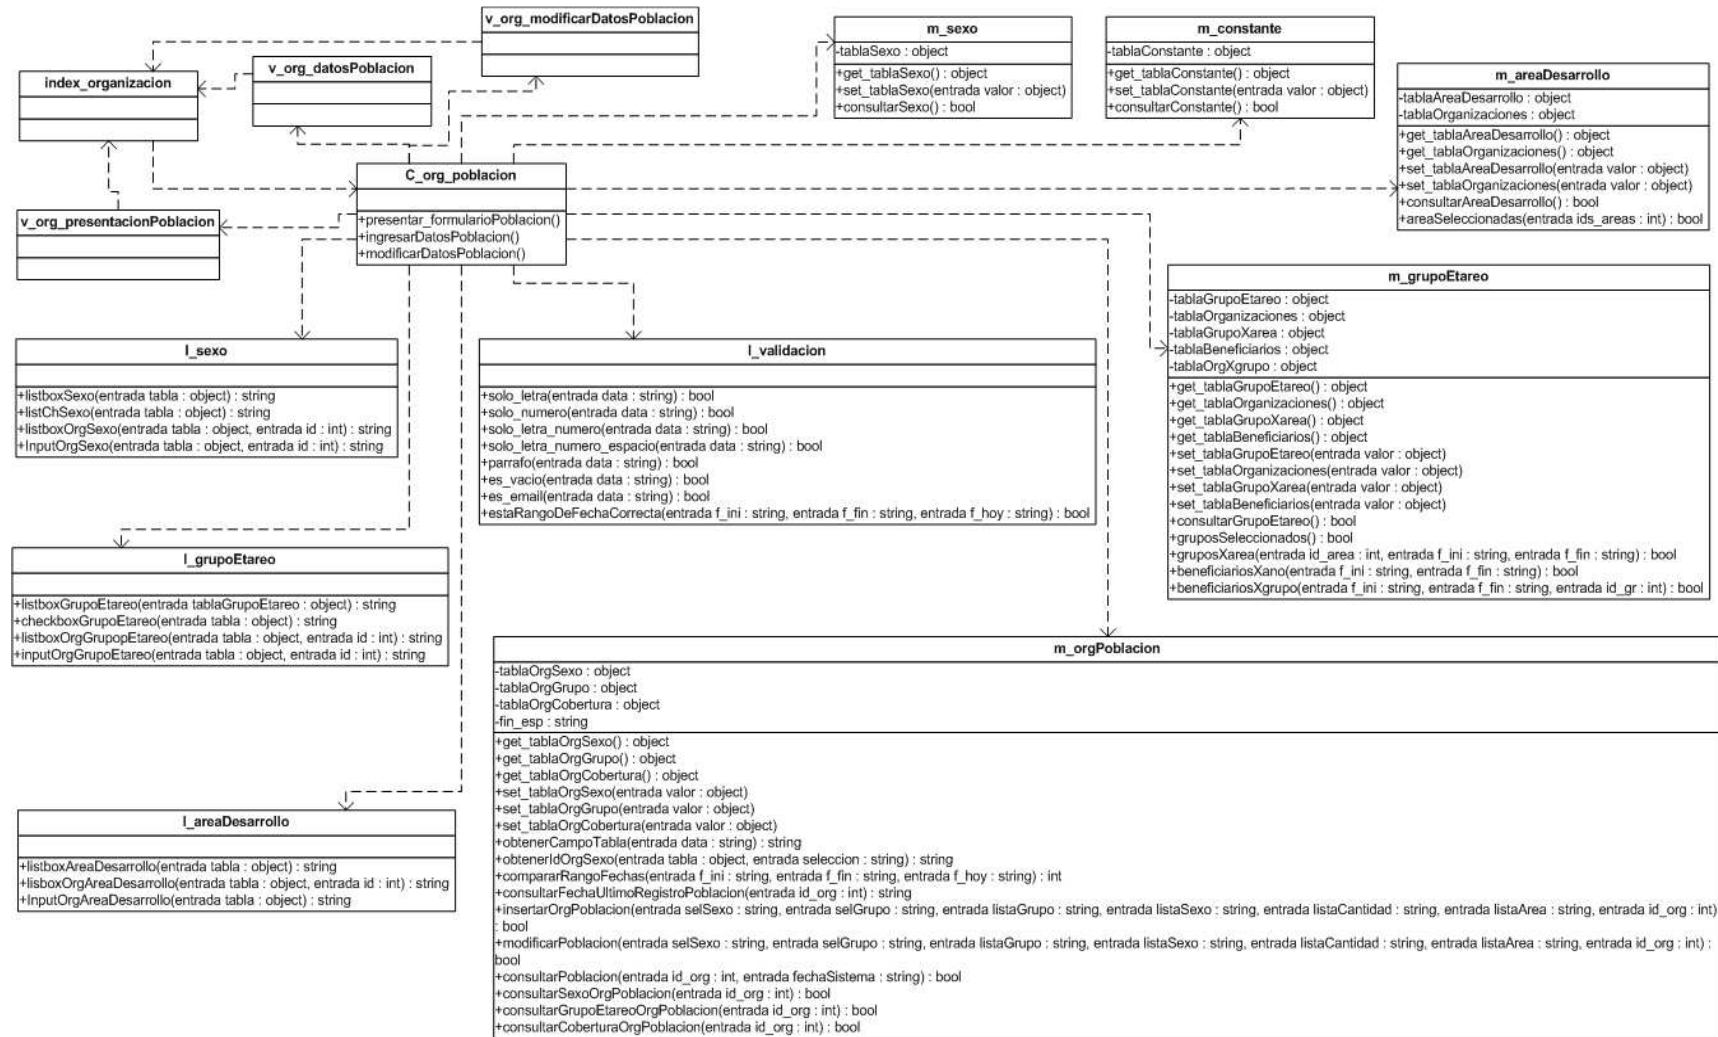 v_org_modificarDatosPoblacion
index_organizacion
v_org_datosPoblacion
v_org_presentacionPoblacion
C_org_poblacion
+presentar_formularioPoblacion()
+ingresarDatosPoblacion()
+modificarDatosPoblacion()
m_sexo
-tablaSexo : object
+get_tablaSexo() : object
+set_tablaSexo(entrada valor : object)
+consultarSexo() : bool
m_constante
-tablaConstante : object
+get_tablaConstante() : object
+set_tablaConstante(entrada valor : object)
+consultarConstante() : bool
m_areaDesarrollo
-tablaAreaDesarrollo : object
-tablaOrganizaciones : object
+get_tablaAreaDesarrollo() : object
+get_tablaOrganizaciones() : object
+set_tablaAreaDesarrollo(entrada valor : object)
+set_tablaOrganizaciones(entrada valor : object)
+consultarAreaDesarrollo() : bool
+areaSeleccionadas(entrada ids_areas : int) : bool
m_grupoEtareo
-tablaGrupoEtareo : object
-tablaOrganizaciones : object
-tablaGrupoXarea : object
-tablaBeneficiarios : object
-tablaOrgXgrupo : object
+get_tablaGrupoEtareo() : object
+get_tablaOrganizaciones() : object
+get_tablaGrupoXarea() : object
+get_tablaBeneficiarios() : object
+set_tablaGrupoEtareo(entrada valor : object)
+set_tablaOrganizaciones(entrada valor : object)
+set_tablaGrupoXarea(entrada valor : object)
+set_tablaBeneficiarios(entrada valor : object)
+consultarGrupoEtareo() : bool
+gruposSeleccionados() : bool
+gruposXarea(entrada id_area : int, entrada f_ini : string, entrada f_fin : string) : bool
+beneficiariosXano(entrada f_ini : string, entrada f_fin : string) : bool
+beneficiariosXgrupo(entrada f_ini : string, entrada f_fin : string, entrada id_gr : int) : bool
l_sexo
+listboxSexo(entrada tabla : object) : string
+listChSexo(entrada tabla : object) : string
+listboxOrgSexo(entrada tabla : object, entrada id : int) : string
+InputOrgSexo(entrada tabla : object, entrada id : int) : string
l_validacion
+solo_letra(entrada data : string) : bool
+solo_numero(entrada data : string) : bool
+solo_letra_numero(entrada data : string) : bool
+solo_letra_numero_espacio(entrada data : string) : bool
+parrafo(entrada data : string) : bool
+es_vacio(entrada data : string) : bool
+es_email(entrada data : string) : bool
+estaRangoDeFechaCorrecta(entrada f_ini : string, entrada f_fin : string, entrada f_hoy : string) : bool
l_grupoEtareo
+listboxGrupoEtareo(entrada tablaGrupoEtareo : object) : string
+checkboxGrupoEtareo(entrada tabla : object) : string
+listboxOrgGrupopEtareo(entrada tabla : object, entrada id : int) : string
+inputOrgGrupoEtareo(entrada tabla : object, entrada id : int) : string
l_areaDesarrollo
+listboxAreaDesarrollo(entrada tabla : object) : string
+lisboxOrgAreaDesarrollo(entrada tabla : object, entrada id : int) : string
+InputOrgAreaDesarrollo(entrada tabla : object) : string
m_orgPoblacion
-tablaOrgSexo : object
-tablaOrgGrupo : object
-tablaOrgCobertura : object
-fin_esp : string
+get_tablaOrgSexo() : object
+get_tablaOrgGrupo() : object
+get_tablaOrgCobertura() : object
+set_tablaOrgSexo(entrada valor : object)
+set_tablaOrgGrupo(entrada valor : object)
+set_tablaOrgCobertura(entrada valor : object)
+obtenerCampoTabla(entrada data : string) : string
+obtenerIdOrgSexo(entrada tabla : object, entrada seleccion : string) : string
+compararRangoFechas(entrada f_ini : string, entrada f_fin : string, entrada f_hoy : string) : int
+consultarFechaUltimoRegistroPoblacion(entrada id_org : int) : string
+insertarOrgPoblacion(entrada selSexo : string, entrada selGrupo : string, entrada listaGrupo : string, entrada listaSexo : string, entrada listaCantidad : string, entrada listaArea : string, entrada id_org : int)
: bool
+modificarPoblacion(entrada selSexo : string, entrada selGrupo : string, entrada listaGrupo : string, entrada listaSexo : string, entrada listaCantidad : string, entrada listaArea : string, entrada id_org : int) :
bool
+consultarPoblacion(entrada id_org : int, entrada fechaSistema : string) : bool
+consultarSexoOrgPoblacion(entrada id_org : int) : bool
+consultarGrupoEtareoOrgPoblacion(entrada id_org : int) : bool
+consultarCoberturaOrgPoblacion(entrada id_org : int) : bool